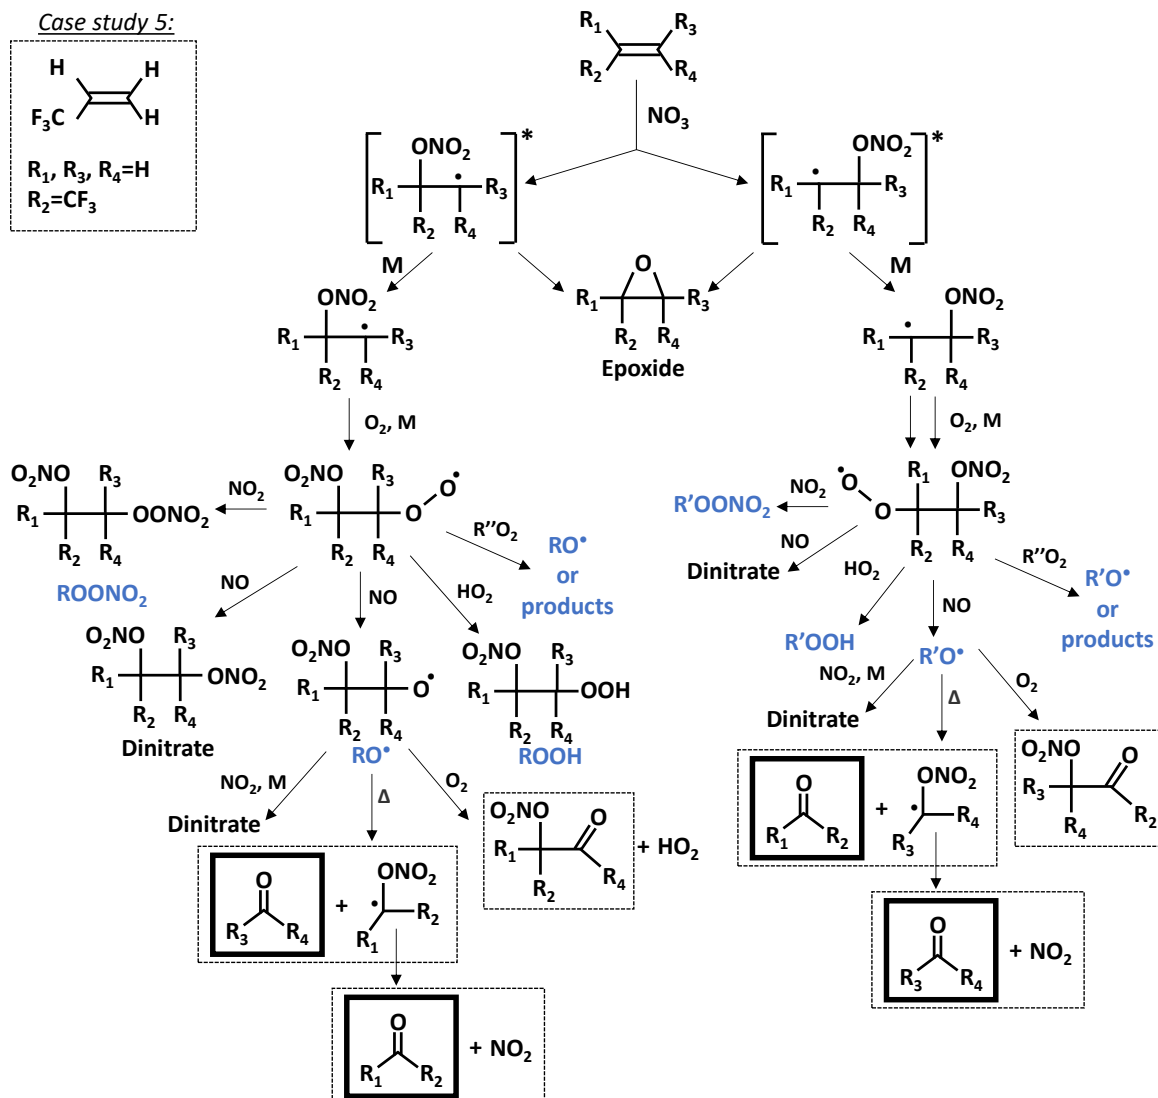 Case study 5:
H H
F₃C H
R₁, R₃, R₄=H
R₂=CF₃
R₁ R₃
R₂ R₄
NO₃
ONO₂ *
R₁ • R₃
R₂ R₄
ONO₂ *
R₁ • R₃
R₂ R₄
M
O
R₁ R₃
R₂ R₄
Epoxide
M
ONO₂
R₁ • R₃
R₂ R₄
ONO₂
R₁ • R₃
R₂ R₄
O₂, M
O₂, M
O₂NO R₃
R₁ OONO₂
R₂ R₄
ROONO₂
NO₂
O₂NO R₃ O•
R₁ O
R₂ R₄
R''O₂
RO•
or
products
NO
NO
HO₂
O₂NO R₃
R₁ ONO₂
R₂ R₄
Dinitrate
O₂NO R₃ O•
R₁
R₂ R₄
RO•
O₂NO R₃
R₁ OOH
R₂ R₄
ROOH
NO₂, M
Δ
O₂
Dinitrate
O₂NO O
R₁
R₂ R₄
+ HO₂
O
R₃ R₄
+
ONO₂
• R₂
R₁
O
R₁ R₂
+ NO₂
R'OONO₂
NO₂
•O R₁ ONO₂
O R₃
R₂ R₄
NO
Dinitrate
HO₂
R'OOH
NO
R'O•
R''O₂
R'O•
or
products
NO₂, M
Δ
O₂
Dinitrate
O
R₁ R₂
+
ONO₂
• R₄
R₃
O₂NO O
R₃
R₄ R₂
O
R₃ R₄
+ NO₂